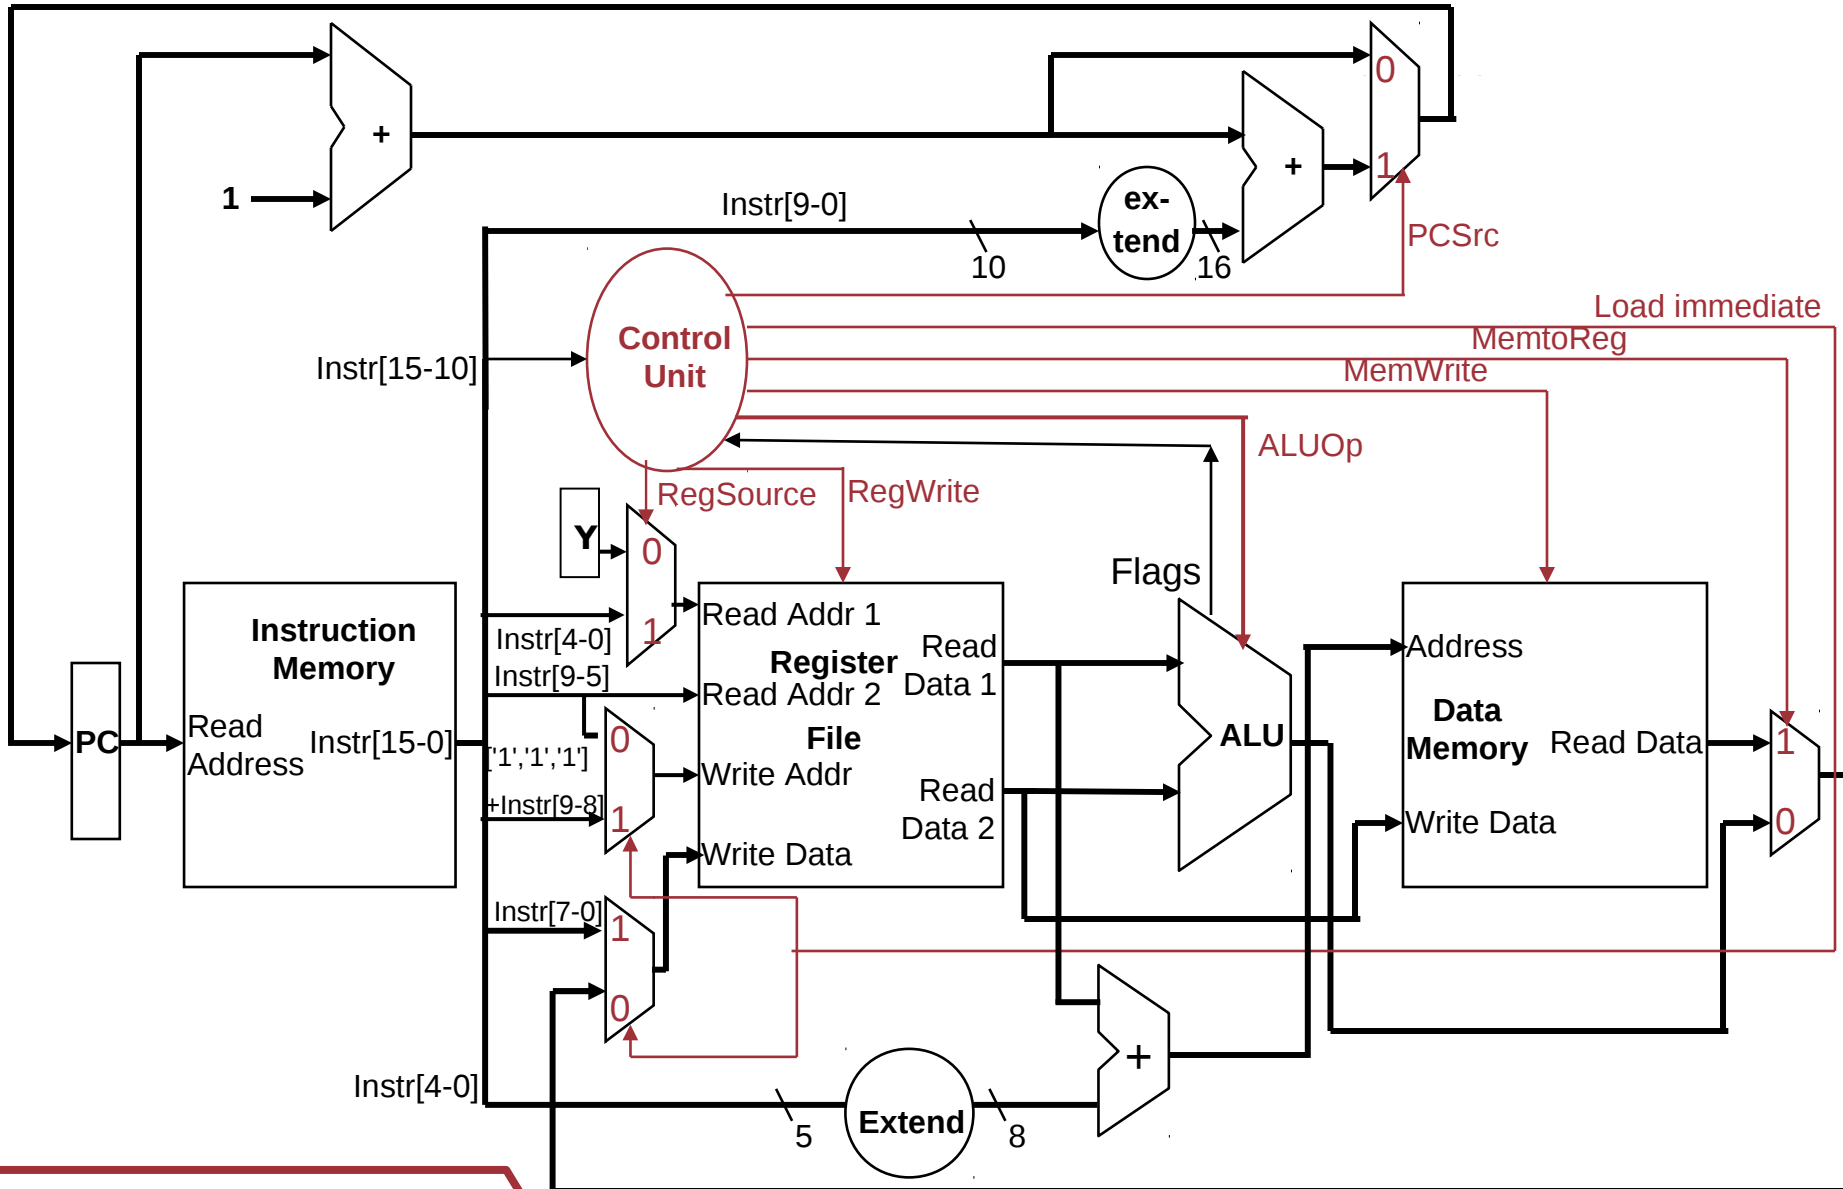 0
+
1
+
1
ex-
tend
Instr[9-0]
10
16
PCSrc
Load immediate
Control
Unit
MemtoReg
MemWrite
Instr[15-10]
ALUOp
RegSource
RegWrite
Y
0
Flags
1
Instr[4-0]
Instr[9-5]
Instruction
Memory
Read Addr 1
Register
Read
Data 1
Read Addr 2
File
Address
PC
Read
Address
Instr[15-0]
0
['1','1','1']
+Instr[9-8]
1
Write Addr
ALU
Data
Memory
Read Data
1
Read
Data 2
Write Data
Write Data
0
Instr[7-0]
1
0
+
Instr[4-0]
5
Extend
8